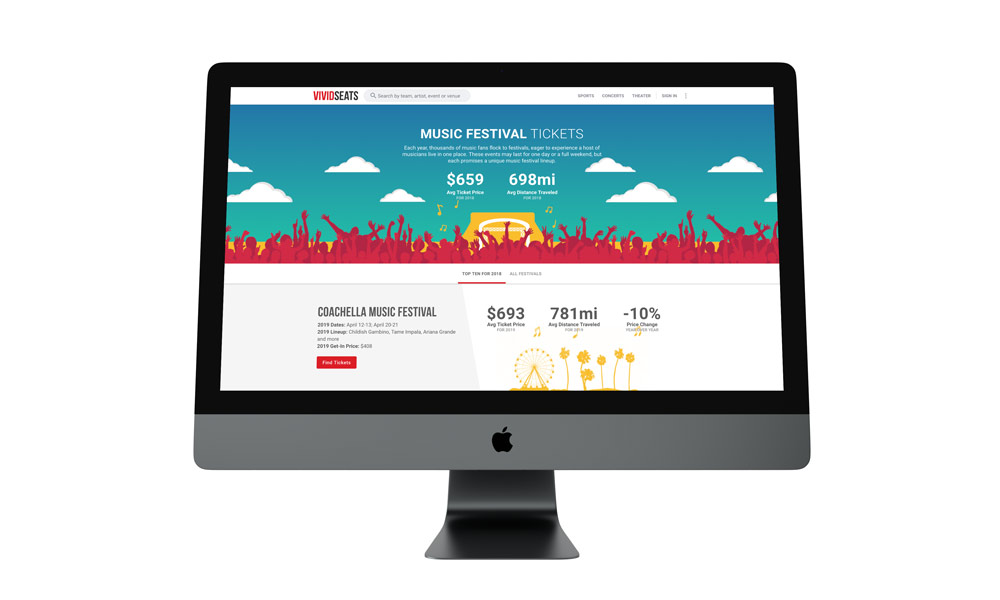 VIVIDSEATS
Search by team, artist, event or venue
SPORTS CONCERTS THEATER SIGN IN
MUSIC FESTIVAL TICKETS
Each year, thousands of music fans flock to festivals, eager to experience a host of
musicians live in one place. These events may last for one day or a full weekend, but
each promises a unique music festival lineup.
$659 698mi
Avg Ticket Price Avg Distance Traveled
FOR 2018 FOR 2018
TOP TEN FOR 2018 ALL FESTIVALS
COACHELLA MUSIC FESTIVAL
2019 Dates: April 12-13; April 20-21
2019 Lineup: Childish Gambino, Tame Impala, Ariana Grande
and more
2019 Get-In Price: $408
Find Tickets
$693 781mi -10%
Avg Ticket Price Avg Distance Traveled Price Change
FOR 2019 FOR 2018 YEAR OVER YEAR